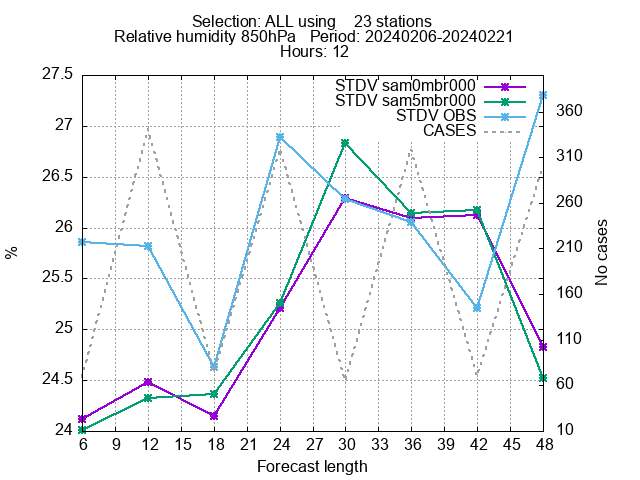 Selection: ALL using    23 stations
Relative humidity 850hPa   Period: 20240206-20240221
Hours: 12
STDV sam0mbr000
STDV sam5mbr000
STDV OBS
CASES
27.5
27
26.5
26
25.5
25
24.5
24
%
360
310
260
210
160
110
60
10
No cases
6 9 12 15 18 21 24 27 30 33 36 39 42 45 48
Forecast length